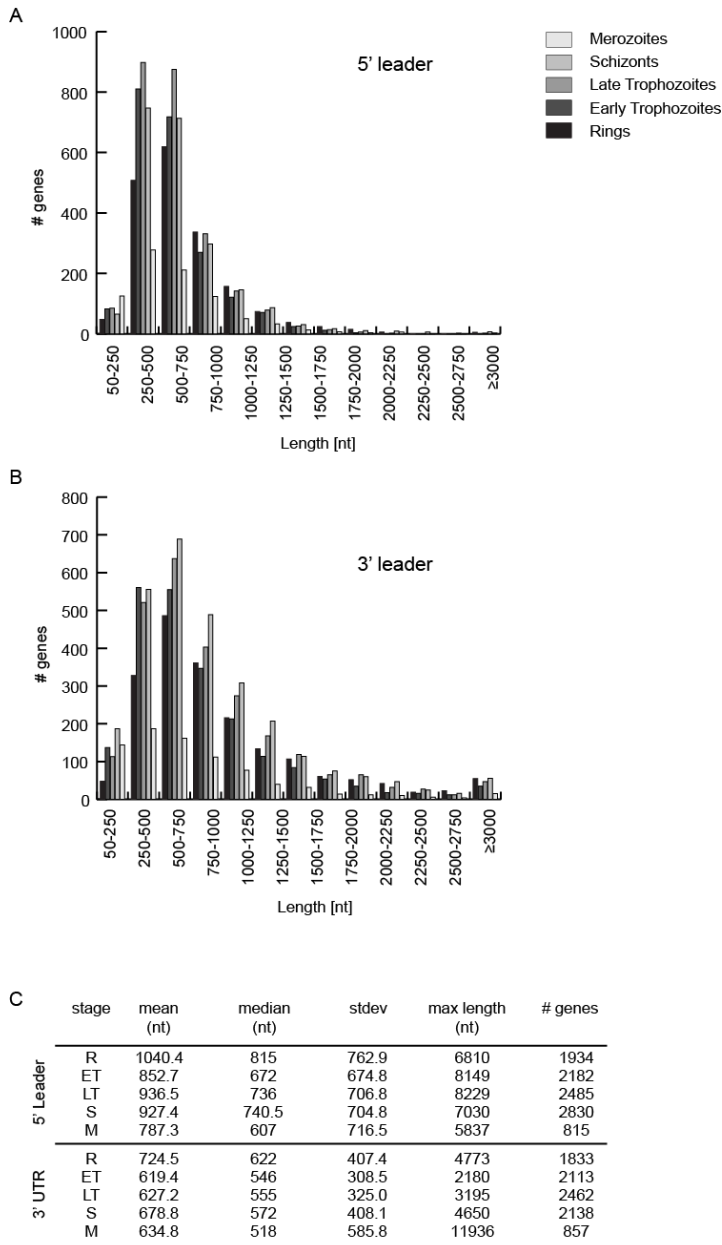 A
1000
800
600
400
200
0
# genes
5' leader
Merozoites
Schizonts
Late Trophozoites
Early Trophozoites
Rings
50-250
250-500
500-750
750-1000
1000-1250
1250-1500
1500-1750
1750-2000
2000-2250
2250-2500
2500-2750
≥3000
Length [nt]
B
800
700
600
500
400
300
200
100
0
# genes
3' leader
50-250
250-500
500-750
750-1000
1000-1250
1250-1500
1500-1750
1750-2000
2000-2250
2250-2500
2500-2750
≥3000
Length [nt]
C
stage mean (nt) median (nt) stdev max length (nt) # genes
5' Leader
R 1040.4 815 762.9 6810 1934
ET 852.7 672 674.8 8149 2182
LT 936.5 736 706.8 8229 2485
S 927.4 740.5 704.8 7030 2830
M 787.3 607 716.5 5837 815
3' UTR
R 724.5 622 407.4 4773 1833
ET 619.4 546 308.5 2180 2113
LT 627.2 555 325.0 3195 2462
S 678.8 572 408.1 4650 2138
M 634.8 518 585.8 11936 857